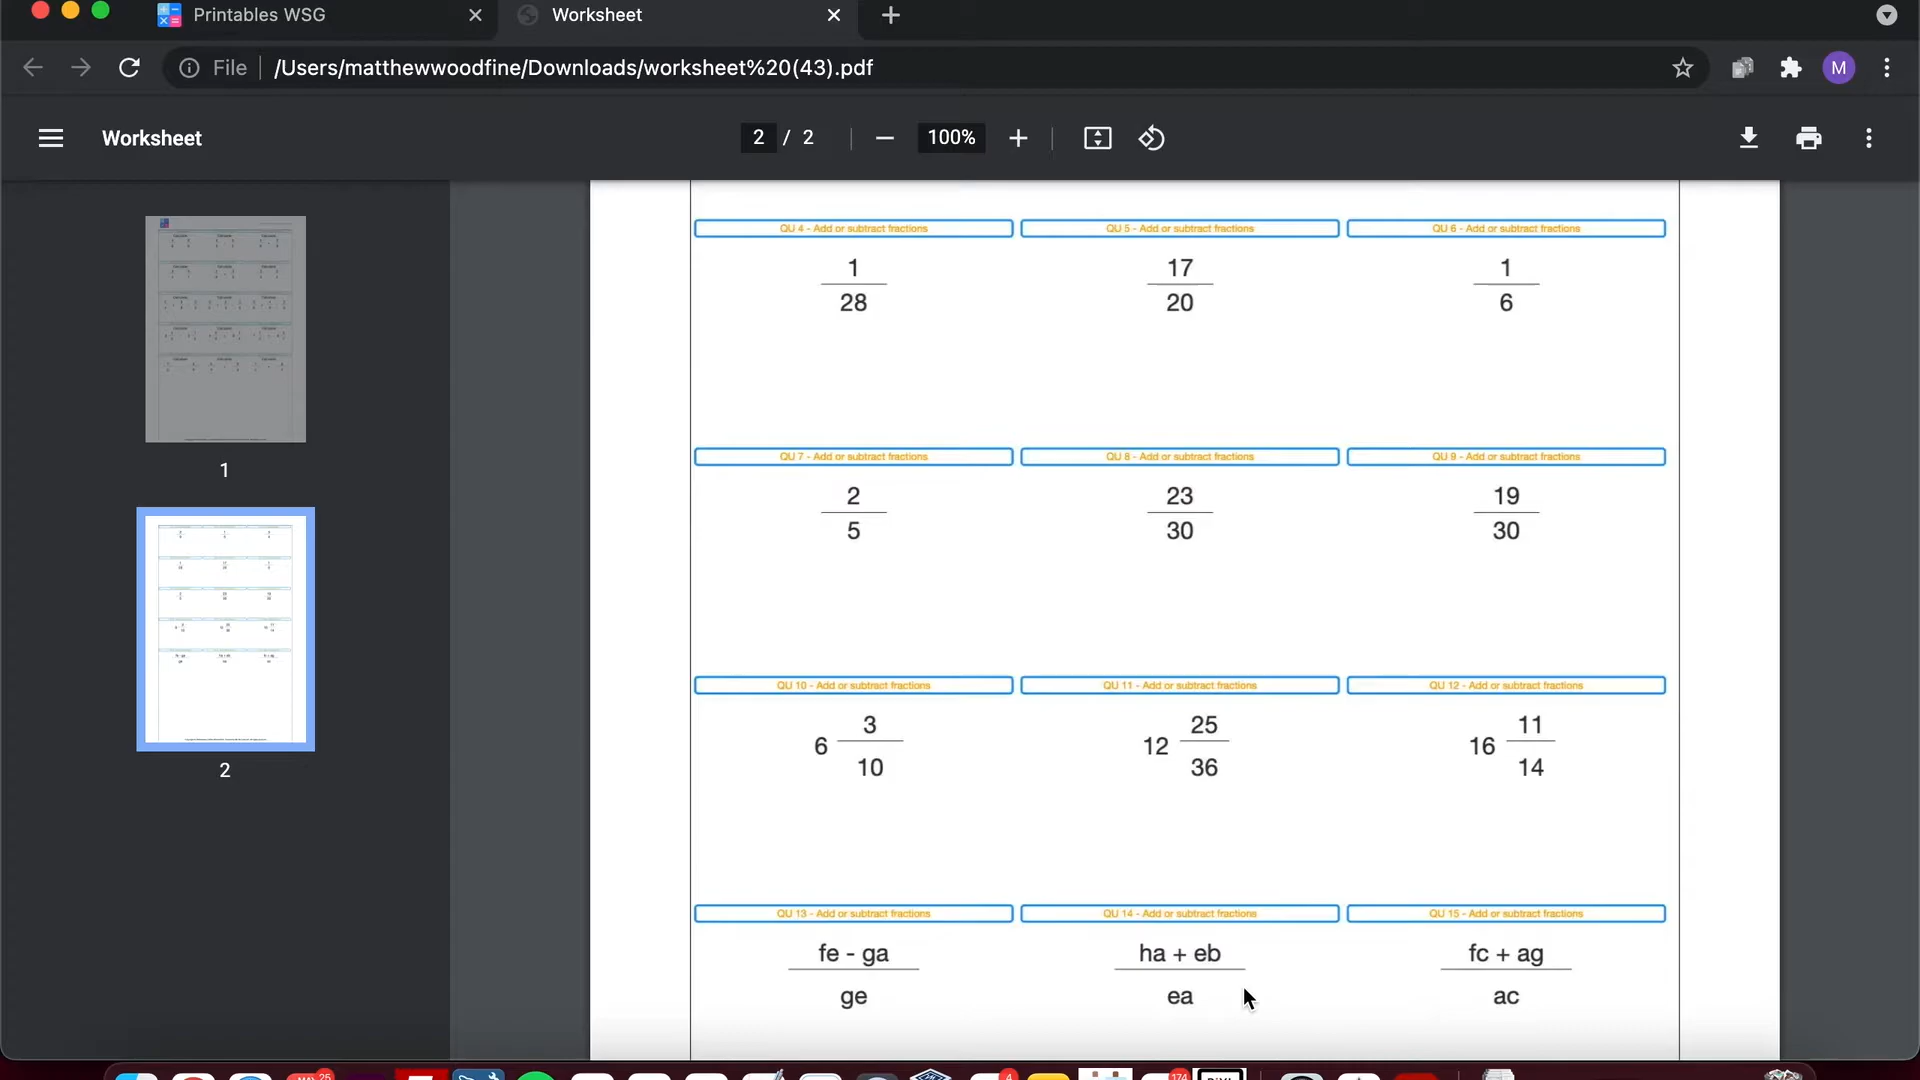 Printables WSG
Worksheet
File
/Users/matthewwoodfine/Downloads/worksheet%20(43).pdf
M
Worksheet
2 / 2
100%
1
2
QU 4 - Add or subtract fractions
QU 5 - Add or subtract fractions
QU 6 - Add or subtract fractions
1
28
17
20
1
6
QU 7 - Add or subtract fractions
QU 8 - Add or subtract fractions
QU 9 - Add or subtract fractions
2
5
23
30
19
30
QU 10 - Add or subtract fractions
QU 11 - Add or subtract fractions
QU 12 - Add or subtract fractions
6 3
10
12 25
36
16 11
14
QU 13 - Add or subtract fractions
QU 14 - Add or subtract fractions
QU 15 - Add or subtract fractions
fe - ga
ge
ha + eb
ea
fc + ag
ac
25
4
174